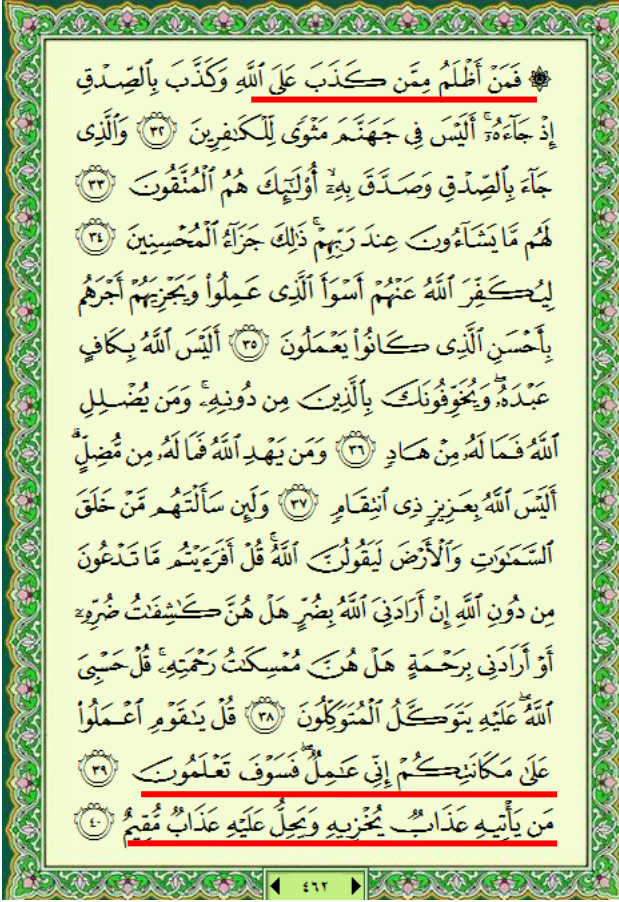 ۞ فَمَنْ أَظْلَمُ مِمَّن كَذَبَ عَلَى ٱللَّهِ وَكَذَّبَ بِٱلصِّدْقِ
إِذْ جَآءَهُۥٓ ۚ أَلَيْسَ فِى جَهَنَّمَ مَثْوًى لِّلْكَٰفِرِينَ ﴿٣٢﴾ وَٱلَّذِى
جَآءَ بِٱلصِّدْقِ وَصَدَّقَ بِهِۦٓ ۙ أُو۟لَٰٓئِكَ هُمُ ٱلْمُتَّقُونَ ﴿٣٣﴾
لَهُم مَّا يَشَآءُونَ عِندَ رَبِّهِمْ ۚ ذَٰلِكَ جَزَآءُ ٱلْمُحْسِنِينَ ﴿٣٤﴾
لِيُكَفِّرَ ٱللَّهُ عَنْهُمْ أَسْوَأَ ٱلَّذِى عَمِلُوا۟ وَيَجْزِيَهُمْ أَجْرَهُم
بِأَحْسَنِ ٱلَّذِى كَانُوا۟ يَعْمَلُونَ ﴿٣٥﴾ أَلَيْسَ ٱللَّهُ بِكَافٍ
عَبْدَهُۥ ۖ وَيُخَوِّفُونَكَ بِٱلَّذِينَ مِن دُونِهِۦ ۚ وَمَن يُضْلِلِ
ٱللَّهُ فَمَا لَهُۥ مِنْ هَادٍ ﴿٣٦﴾ وَمَن يَهْدِ ٱللَّهُ فَمَا لَهُۥ مِن مُّضِلٍّ ۗ
أَلَيْسَ ٱللَّهُ بِعَزِيزٍ ذِى ٱنتِقَامٍ ﴿٣٧﴾ وَلَئِن سَأَلْتَهُم مَّنْ خَلَقَ
ٱلسَّمَٰوَٰتِ وَٱلْأَرْضَ لَيَقُولُنَّ ٱللَّهُ ۚ قُلْ أَفَرَءَيْتُم مَّا تَدْعُونَ
مِن دُونِ ٱللَّهِ إِنْ أَرَادَنِىَ ٱللَّهُ بِضُرٍّ هَلْ هُنَّ كَٰشِفَٰتُ ضُرِّهِۦٓ
أَوْ أَرَادَنِى بِرَحْمَةٍ هَلْ هُنَّ مُمْسِكَٰتُ رَحْمَتِهِۦ ۚ قُلْ حَسْبِىَ
ٱللَّهُ ۖ عَلَيْهِ يَتَوَكَّلُ ٱلْمُتَوَكِّلُونَ ﴿٣٨﴾ قُلْ يَٰقَوْمِ ٱعْمَلُوا۟
عَلَىٰ مَكَانَتِكُمْ إِنِّى عَٰمِلٌ ۖ فَسَوْفَ تَعْلَمُونَ ﴿٣٩﴾
مَن يَأْتِيهِ عَذَابٌ يُخْزِيهِ وَيَحِلُّ عَلَيْهِ عَذَابٌ مُّقِيمٌ ﴿٤٠﴾
٤٦٢